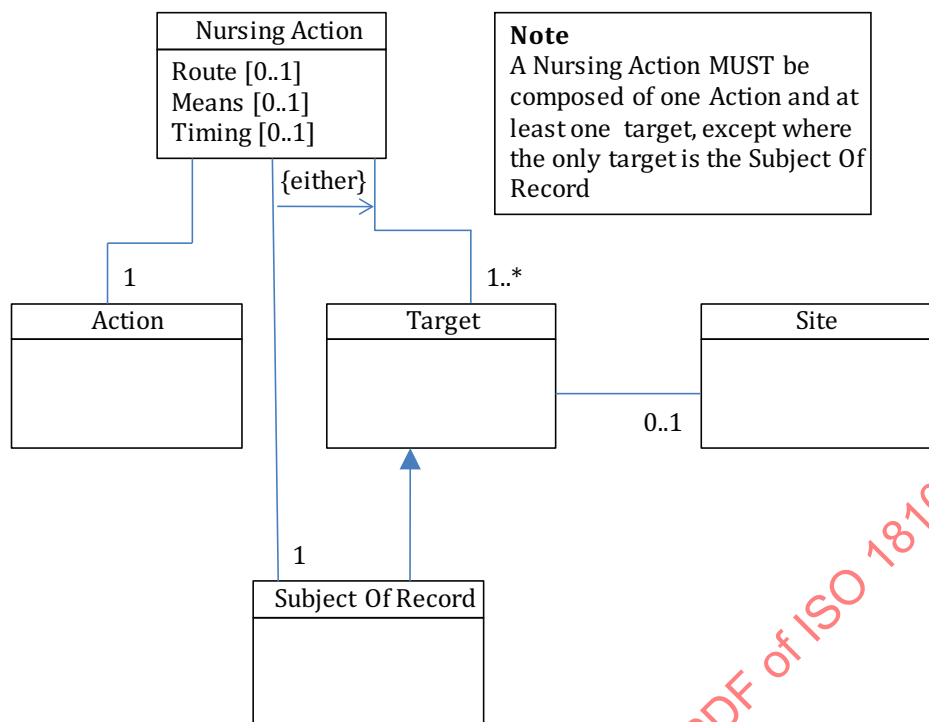 Nursing Action
Route [0..1]
Means [0..1]
Timing [0..1]
Note
A Nursing Action MUST be
composed of one Action and at
least one target, except where
the only target is the Subject Of
Record
{either}
1
1..*
Action
Target
Site
0..1
1
Subject Of Record
of ISO